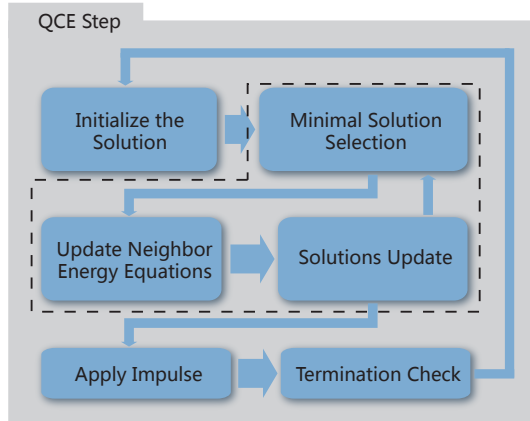 QCE Step
Initialize the
Solution
Minimal Solution
Selection
Update Neighbor
Energy Equations
Solutions Update
Apply Impulse
Termination Check